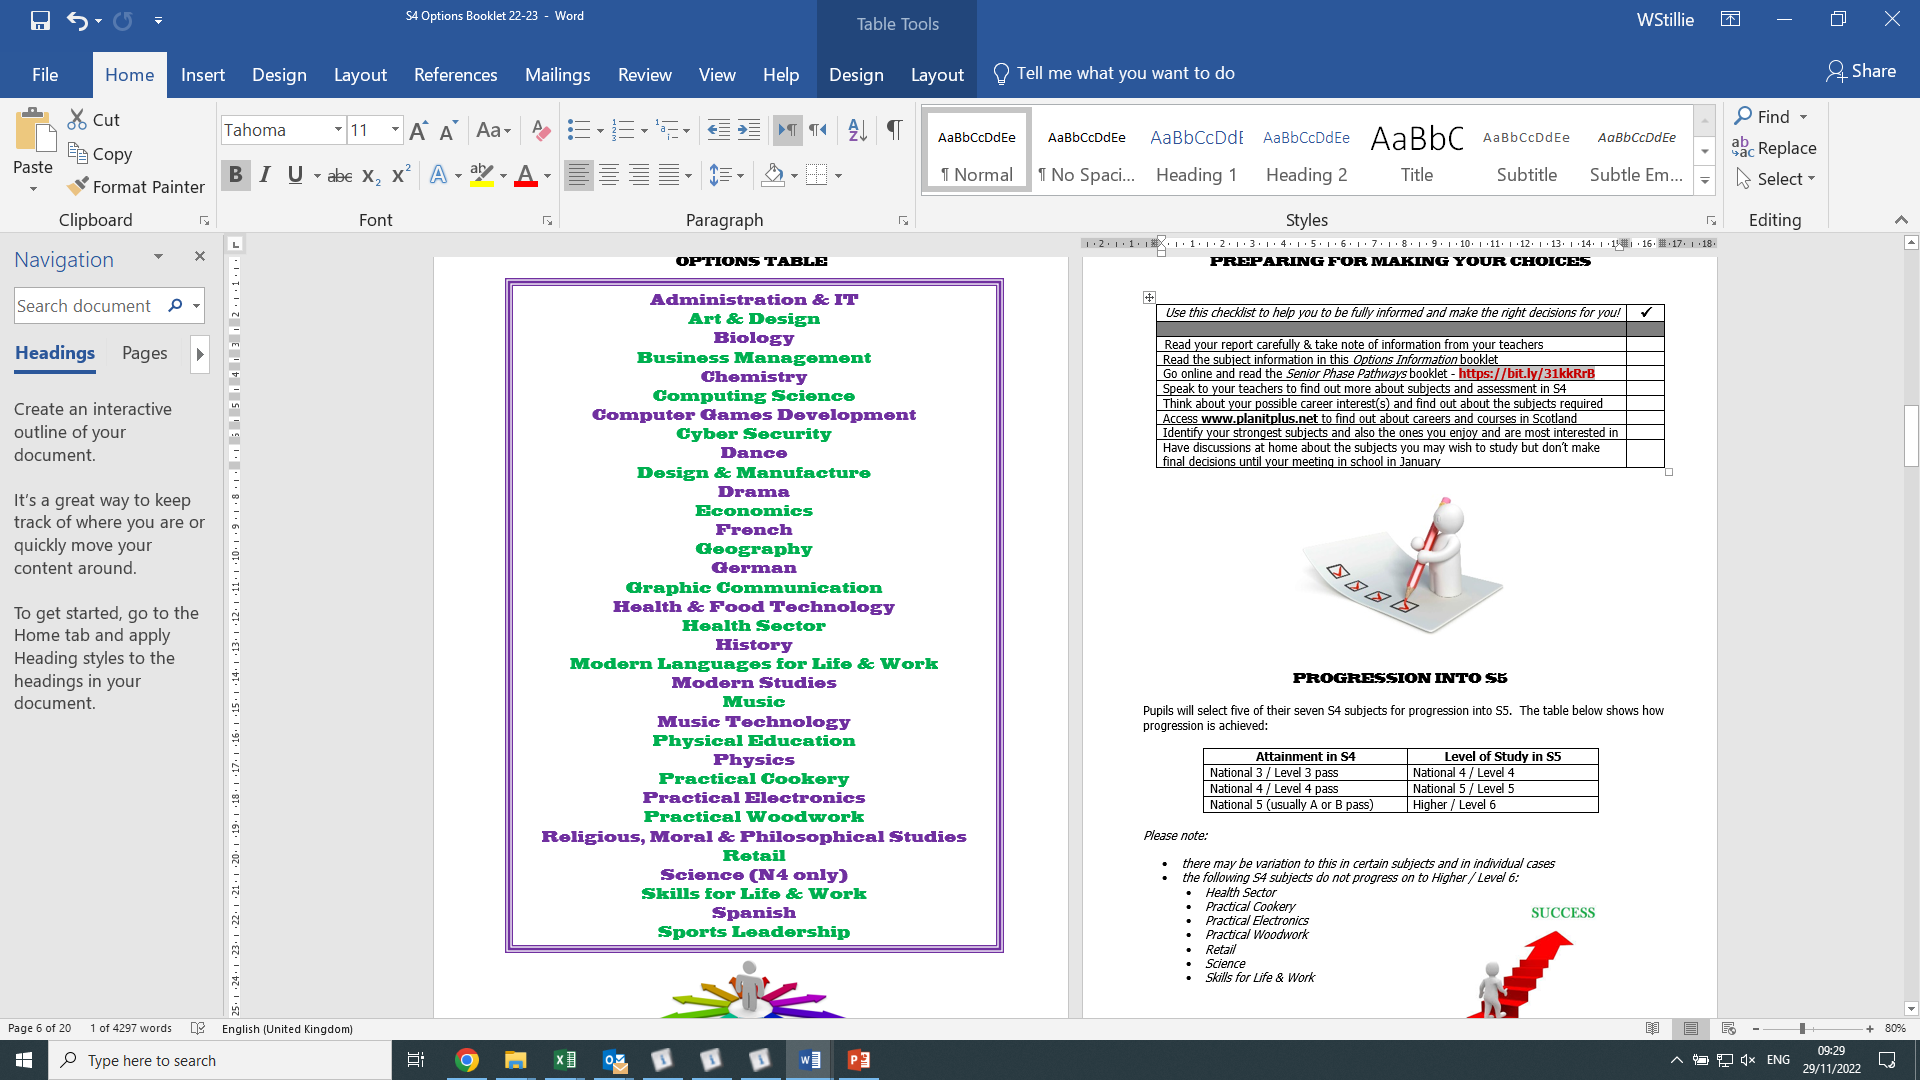 S4 Options Booklet 22-23 - Word
Table Tools
WStillie
File
Home
Insert
Design
Layout
References
Mailings
Review
View
Help
Design
Layout
Tell me what you want to do
Share
Paste
Cut
Copy
Format Painter
Clipboard
Tahoma
11
Font
Paragraph
AaBbCcDdEe
¶ Normal
AaBbCcDdEe
¶ No Spaci...
AaBbCcDdE
Heading 1
AaBbCcDdEe
Heading 2
AaBbC
Title
AaBbCcDdEe
Subtitle
AaBbCcDdEe
Subtle Em...
Styles
Find
Replace
Select
Editing
Navigation
Search document
Headings
Pages
Create an interactive
outline of your
document.
It's a great way to keep
track of where you are or
quickly move your
content around.
To get started, go to the
Home tab and apply
Heading styles to the
headings in your
document.
OPTIONS TABLE
Administration & IT
Art & Design
Biology
Business Management
Chemistry
Computing Science
Computer Games Development
Cyber Security
Dance
Design & Manufacture
Drama
Economics
French
Geography
German
Graphic Communication
Health & Food Technology
Health Sector
History
Modern Languages for Life & Work
Modern Studies
Music
Music Technology
Physical Education
Physics
Practical Cookery
Practical Electronics
Practical Woodwork
Religious, Moral & Philosophical Studies
Retail
Science (N4 only)
Skills for Life & Work
Spanish
Sports Leadership
PREPARING FOR MAKING YOUR CHOICES
Use this checklist to help you to be fully informed and make the right decisions for you! ✓
Read your report carefully & take note of information from your teachers
Read the subject information in this Options Information booklet
Go online and read the Senior Phase Pathways booklet - https://bit.ly/31kkRrB
Speak to your teachers to find out more about subjects and assessment in S4
Think about your possible career interest(s) and find out about the subjects required
Access www.planitplus.net to find out about careers and courses in Scotland
Identify your strongest subjects and also the ones you enjoy and are most interested in
Have discussions at home about the subjects you may wish to study but don't make
final decisions until your meeting in school in January
PROGRESSION INTO S5
Pupils will select five of their seven S4 subjects for progression into S5. The table below shows how
progression is achieved:
Attainment in S4 Level of Study in S5
National 3 / Level 3 pass National 4 / Level 4
National 4 / Level 4 pass National 5 / Level 5
National 5 (usually A or B pass) Higher / Level 6
Please note:
• there may be variation to this in certain subjects and in individual cases
• the following S4 subjects do not progress on to Higher / Level 6:
• Health Sector
• Practical Cookery
• Practical Electronics
• Practical Woodwork
• Retail
• Science
• Skills for Life & Work
SUCCESS
Page 6 of 20
1 of 4297 words
English (United Kingdom)
80%
Type here to search
ENG
09:29
29/11/2022